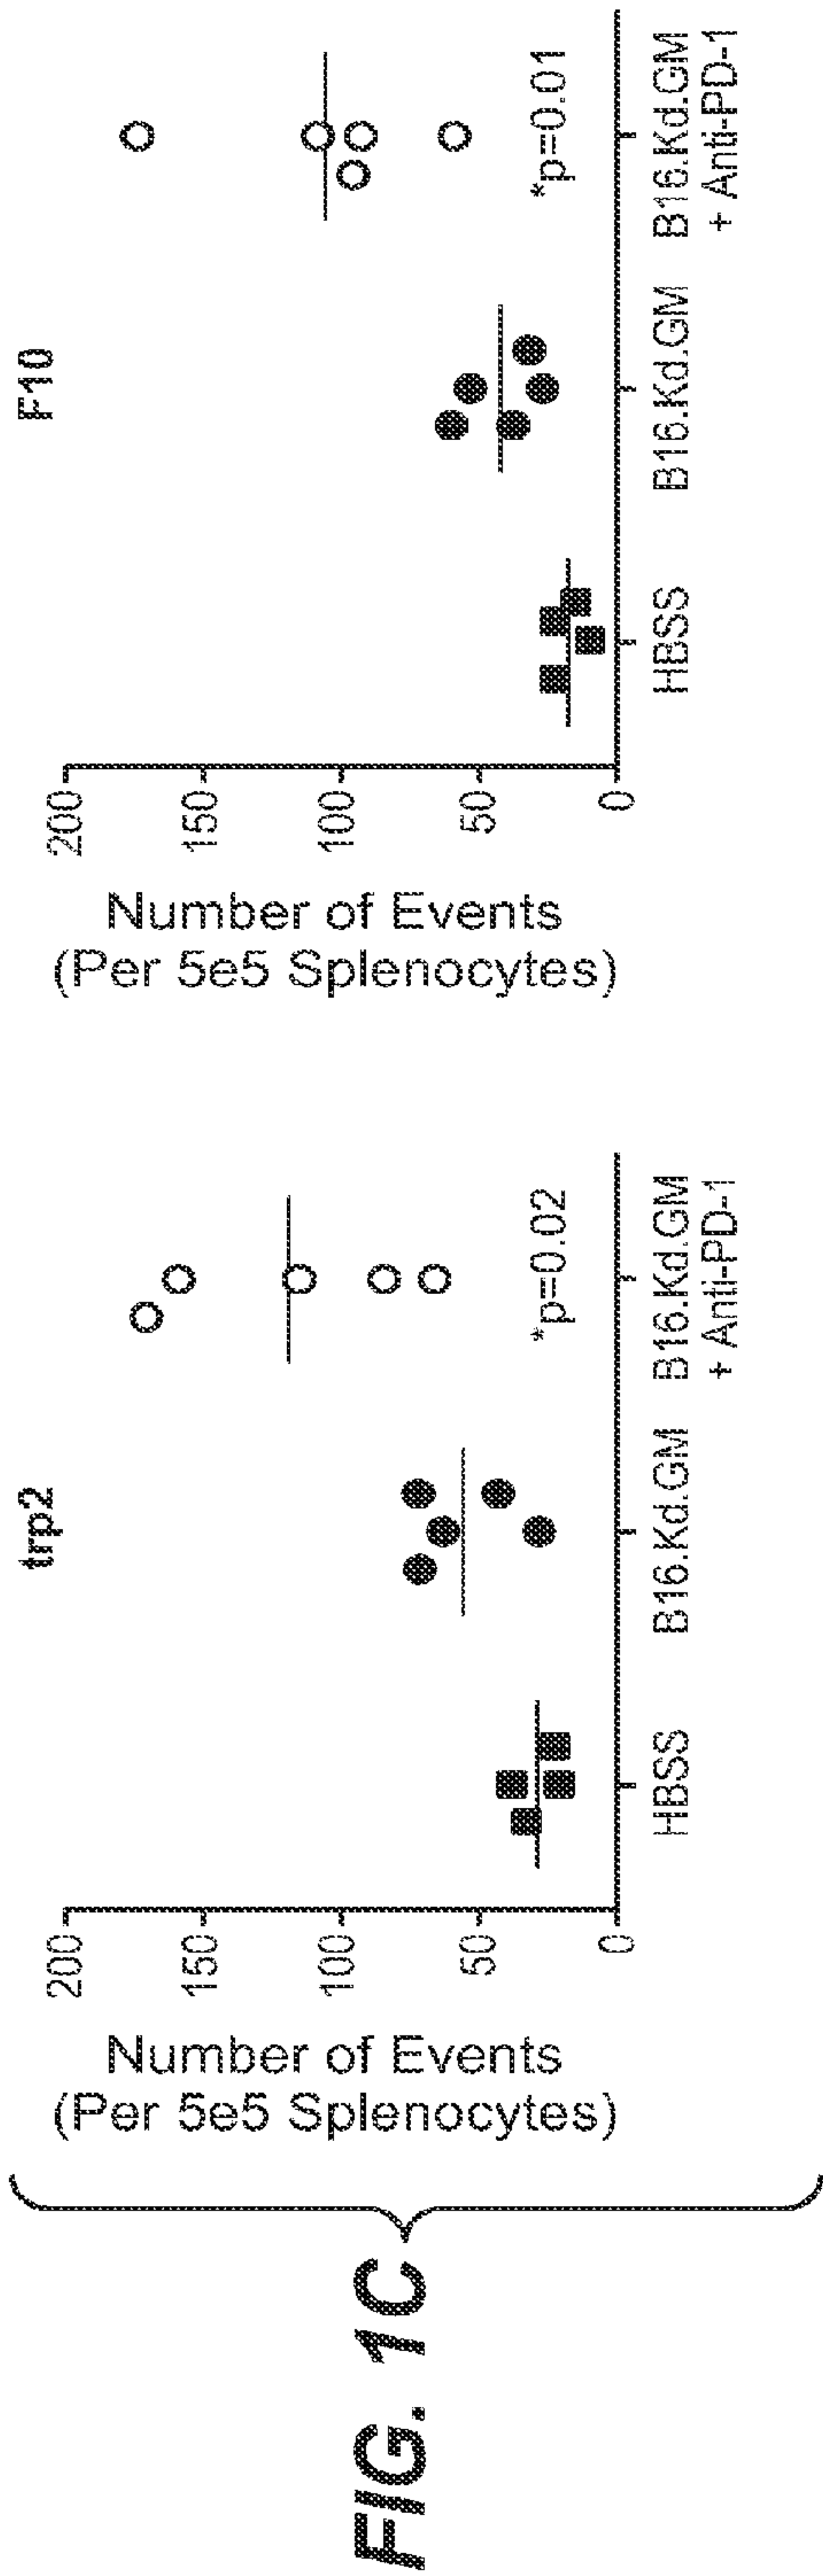 FIG. 1C
trp2
Number of Events
(Per 5e5 Splenocytes)
200
150
100
50
0
*p=0.02
HBSS
B16.Kd.GM
B16.Kd.GM
+ Anti-PD-1
F10
Number of Events
(Per 5e5 Splenocytes)
200
150
100
50
0
*p=0.01
HBSS
B16.Kd.GM
B16.Kd.GM
+ Anti-PD-1